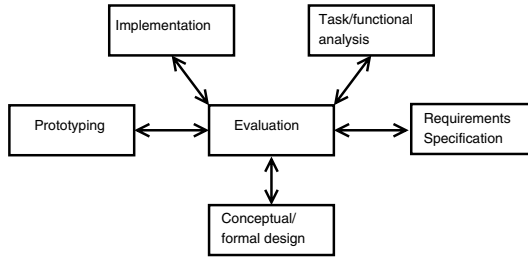 Implementation
Task/functional
analysis
Prototyping
Evaluation
Requirements
Specification
Conceptual/
formal design